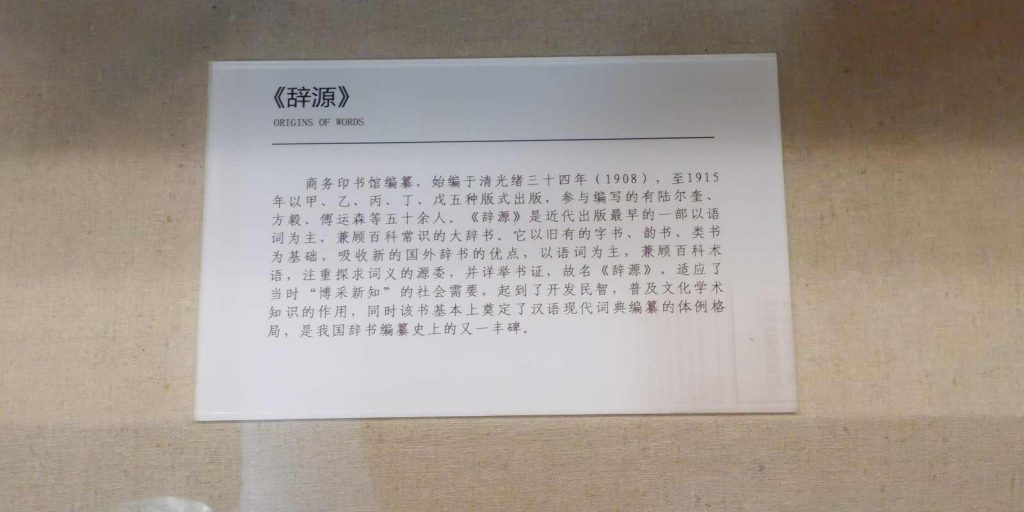 《辞源》
ORIGINS OF WORDS
商务印书馆编纂，始编于清光绪三十四年（1908），至1915
年以甲、乙、丙、丁、戊五种版式出版，参与编写的有陆尔奎、
方毅、傅运森等五十余人。《辞源》是近代出版最早的一部以语
词为主，兼顾百科常识的大辞书。它以旧有的字书、韵书、类书
为基础，吸收新的国外辞书的优点，以语词为主，兼顾百科术
语，注重探求词义的源委，并详举书证，故名《辞源》，适应了
当时“博采新知”的社会需要，起到了开发民智，普及文化学术
知识的作用，同时该书基本上奠定了汉语现代词典编纂的体例格
局，是我国辞书编纂史上的又一丰碑。